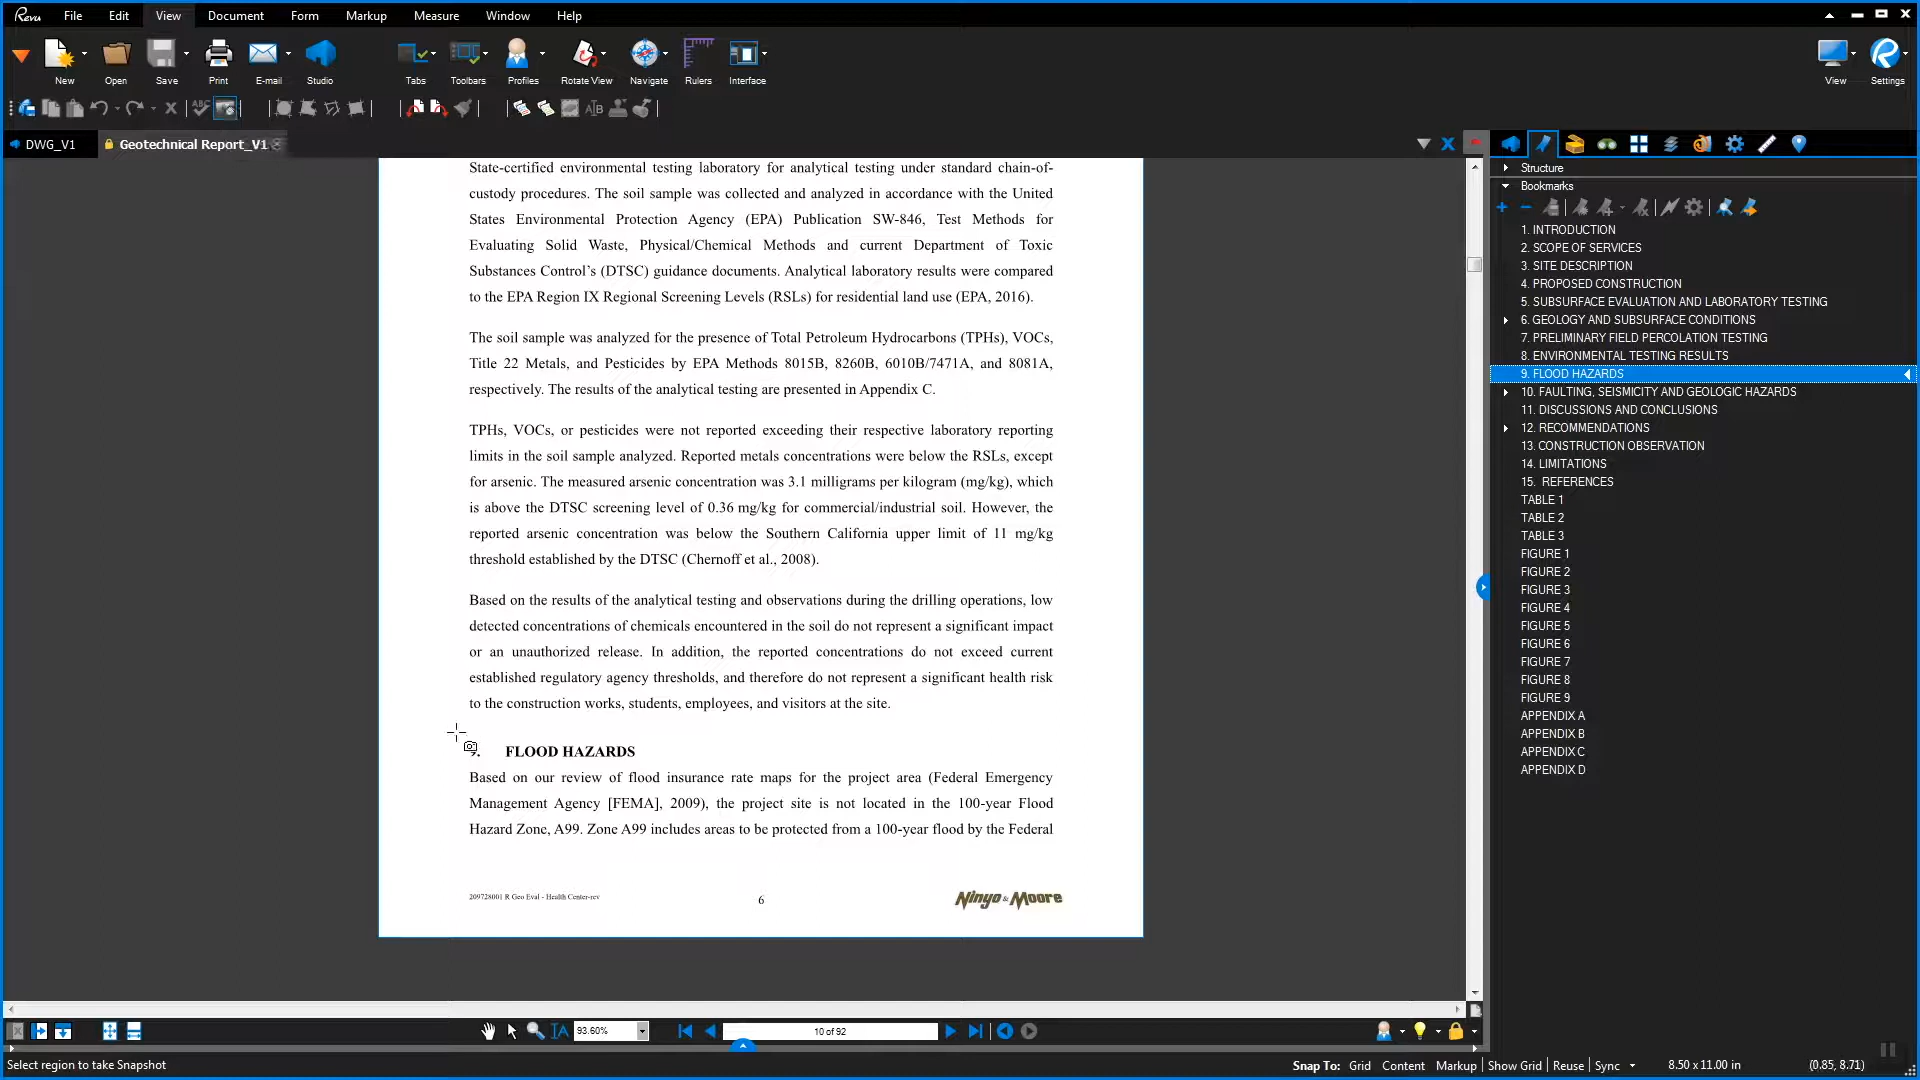 Revu File Edit View Document Form Markup Measure Window Help
New Open Save Print E-mail Studio Tabs Toolbars Profiles Rotate View Navigate Rulers Interface View Settings
DWG_V1 Geotechnical Report_V1
State-certified environmental testing laboratory for analytical testing under standard chain-of-
custody procedures. The soil sample was collected and analyzed in accordance with the United
States Environmental Protection Agency (EPA) Publication SW-846, Test Methods for
Evaluating Solid Waste, Physical/Chemical Methods and current Department of Toxic
Substances Control's (DTSC) guidance documents. Analytical laboratory results were compared
to the EPA Region IX Regional Screening Levels (RSLs) for residential land use (EPA, 2016).
The soil sample was analyzed for the presence of Total Petroleum Hydrocarbons (TPHs), VOCs,
Title 22 Metals, and Pesticides by EPA Methods 8015B, 8260B, 6010B/7471A, and 8081A,
respectively. The results of the analytical testing are presented in Appendix C.
TPHs, VOCs, or pesticides were not reported exceeding their respective laboratory reporting
limits in the soil sample analyzed. Reported metals concentrations were below the RSLs, except
for arsenic. The measured arsenic concentration was 3.1 milligrams per kilogram (mg/kg), which
is above the DTSC screening level of 0.36 mg/kg for commercial/industrial soil. However, the
reported arsenic concentration was below the Southern California upper limit of 11 mg/kg
threshold established by the DTSC (Chernoff et al., 2008).
Based on the results of the analytical testing and observations during the drilling operations, low
detected concentrations of chemicals encountered in the soil do not represent a significant impact
or an unauthorized release. In addition, the reported concentrations do not exceed current
established regulatory agency thresholds, and therefore do not represent a significant health risk
to the construction works, students, employees, and visitors at the site.
FLOOD HAZARDS
Based on our review of flood insurance rate maps for the project area (Federal Emergency
Management Agency [FEMA], 2009), the project site is not located in the 100-year Flood
Hazard Zone, A99. Zone A99 includes areas to be protected from a 100-year flood by the Federal
209728001 R Geo Eval - Health Center-rev 6 Ninyo & Moore
Structure
Bookmarks
1. INTRODUCTION
2. SCOPE OF SERVICES
3. SITE DESCRIPTION
4. PROPOSED CONSTRUCTION
5. SUBSURFACE EVALUATION AND LABORATORY TESTING
6. GEOLOGY AND SUBSURFACE CONDITIONS
7. PRELIMINARY FIELD PERCOLATION TESTING
8. ENVIRONMENTAL TESTING RESULTS
9. FLOOD HAZARDS
10. FAULTING, SEISMICITY AND GEOLOGIC HAZARDS
11. DISCUSSIONS AND CONCLUSIONS
12. RECOMMENDATIONS
13. CONSTRUCTION OBSERVATION
14. LIMITATIONS
15. REFERENCES
TABLE 1
TABLE 2
TABLE 3
FIGURE 1
FIGURE 2
FIGURE 3
FIGURE 4
FIGURE 5
FIGURE 6
FIGURE 7
FIGURE 8
FIGURE 9
APPENDIX A
APPENDIX B
APPENDIX C
APPENDIX D
93.60% 10 of 92
Select region to take Snapshot Snap To: Grid Content Markup Show Grid Reuse Sync 8.50 x 11.00 in (0.85, 8.71)